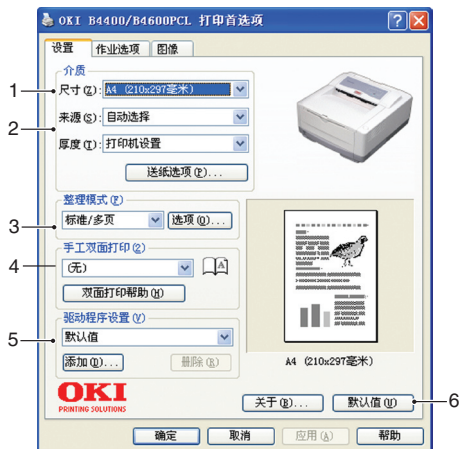 OKI B4400/B4600PCL 打印首选项
设置 作业选项 图像
介质
1 尺寸(Z): A4 (210x297毫米)
2 来源(S): 自动选择
厚度(T): 打印机设置
送纸选项(P)...
整理模式(F)
3 标准/多页 选项(O)...
手工双面打印(2)
4 (无)
双面打印帮助(H)
驱动程序设置(V)
5 默认值
添加(D)... 删除(R)
A4 (210x297毫米)
OKI
PRINTING SOLUTIONS
关于(B)... 默认值(U) 6
确定 取消 应用(A) 帮助